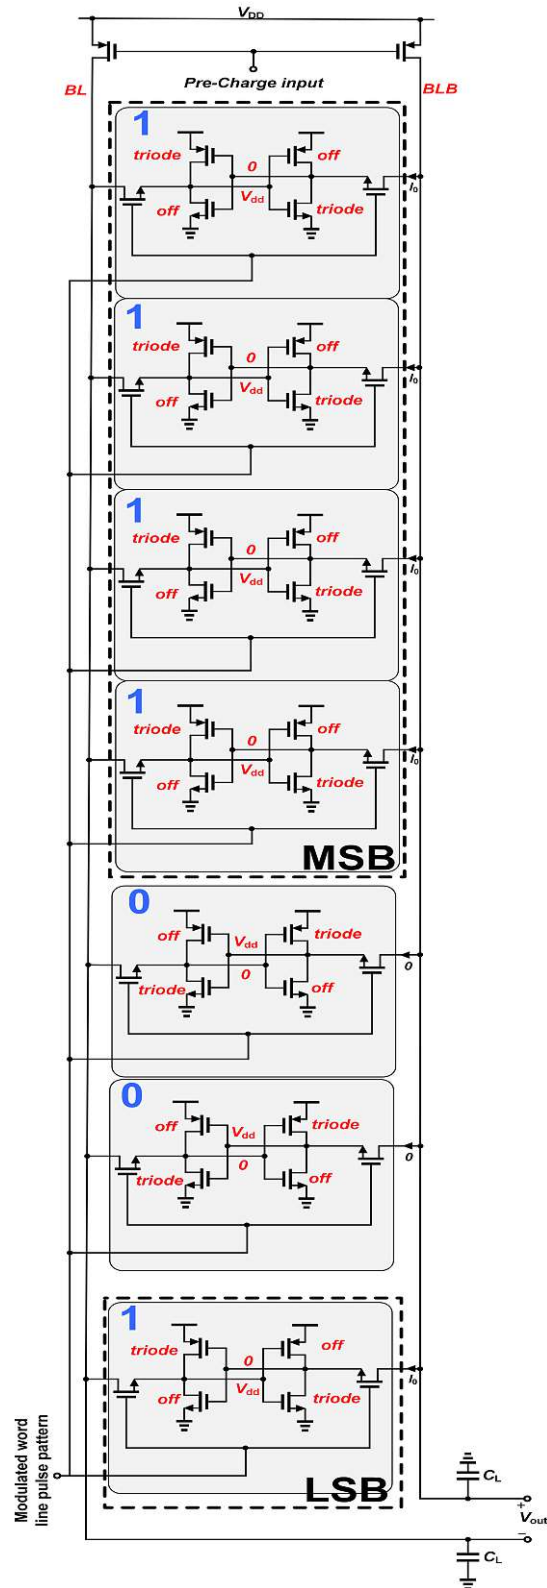 VDD
Pre-Charge input
BL
BLB
1
triode
off
0
Vdd
off
triode
I0
1
triode
off
0
Vdd
off
triode
I0
1
triode
off
0
Vdd
off
triode
I0
1
triode
off
0
Vdd
off
triode
I0
MSB
0
off
triode
Vdd
0
triode
off
0
0
off
triode
Vdd
0
triode
off
0
1
triode
off
0
Vdd
off
triode
I0
LSB
Modulated word
line pulse pattern
CL
+
Vout
−
CL